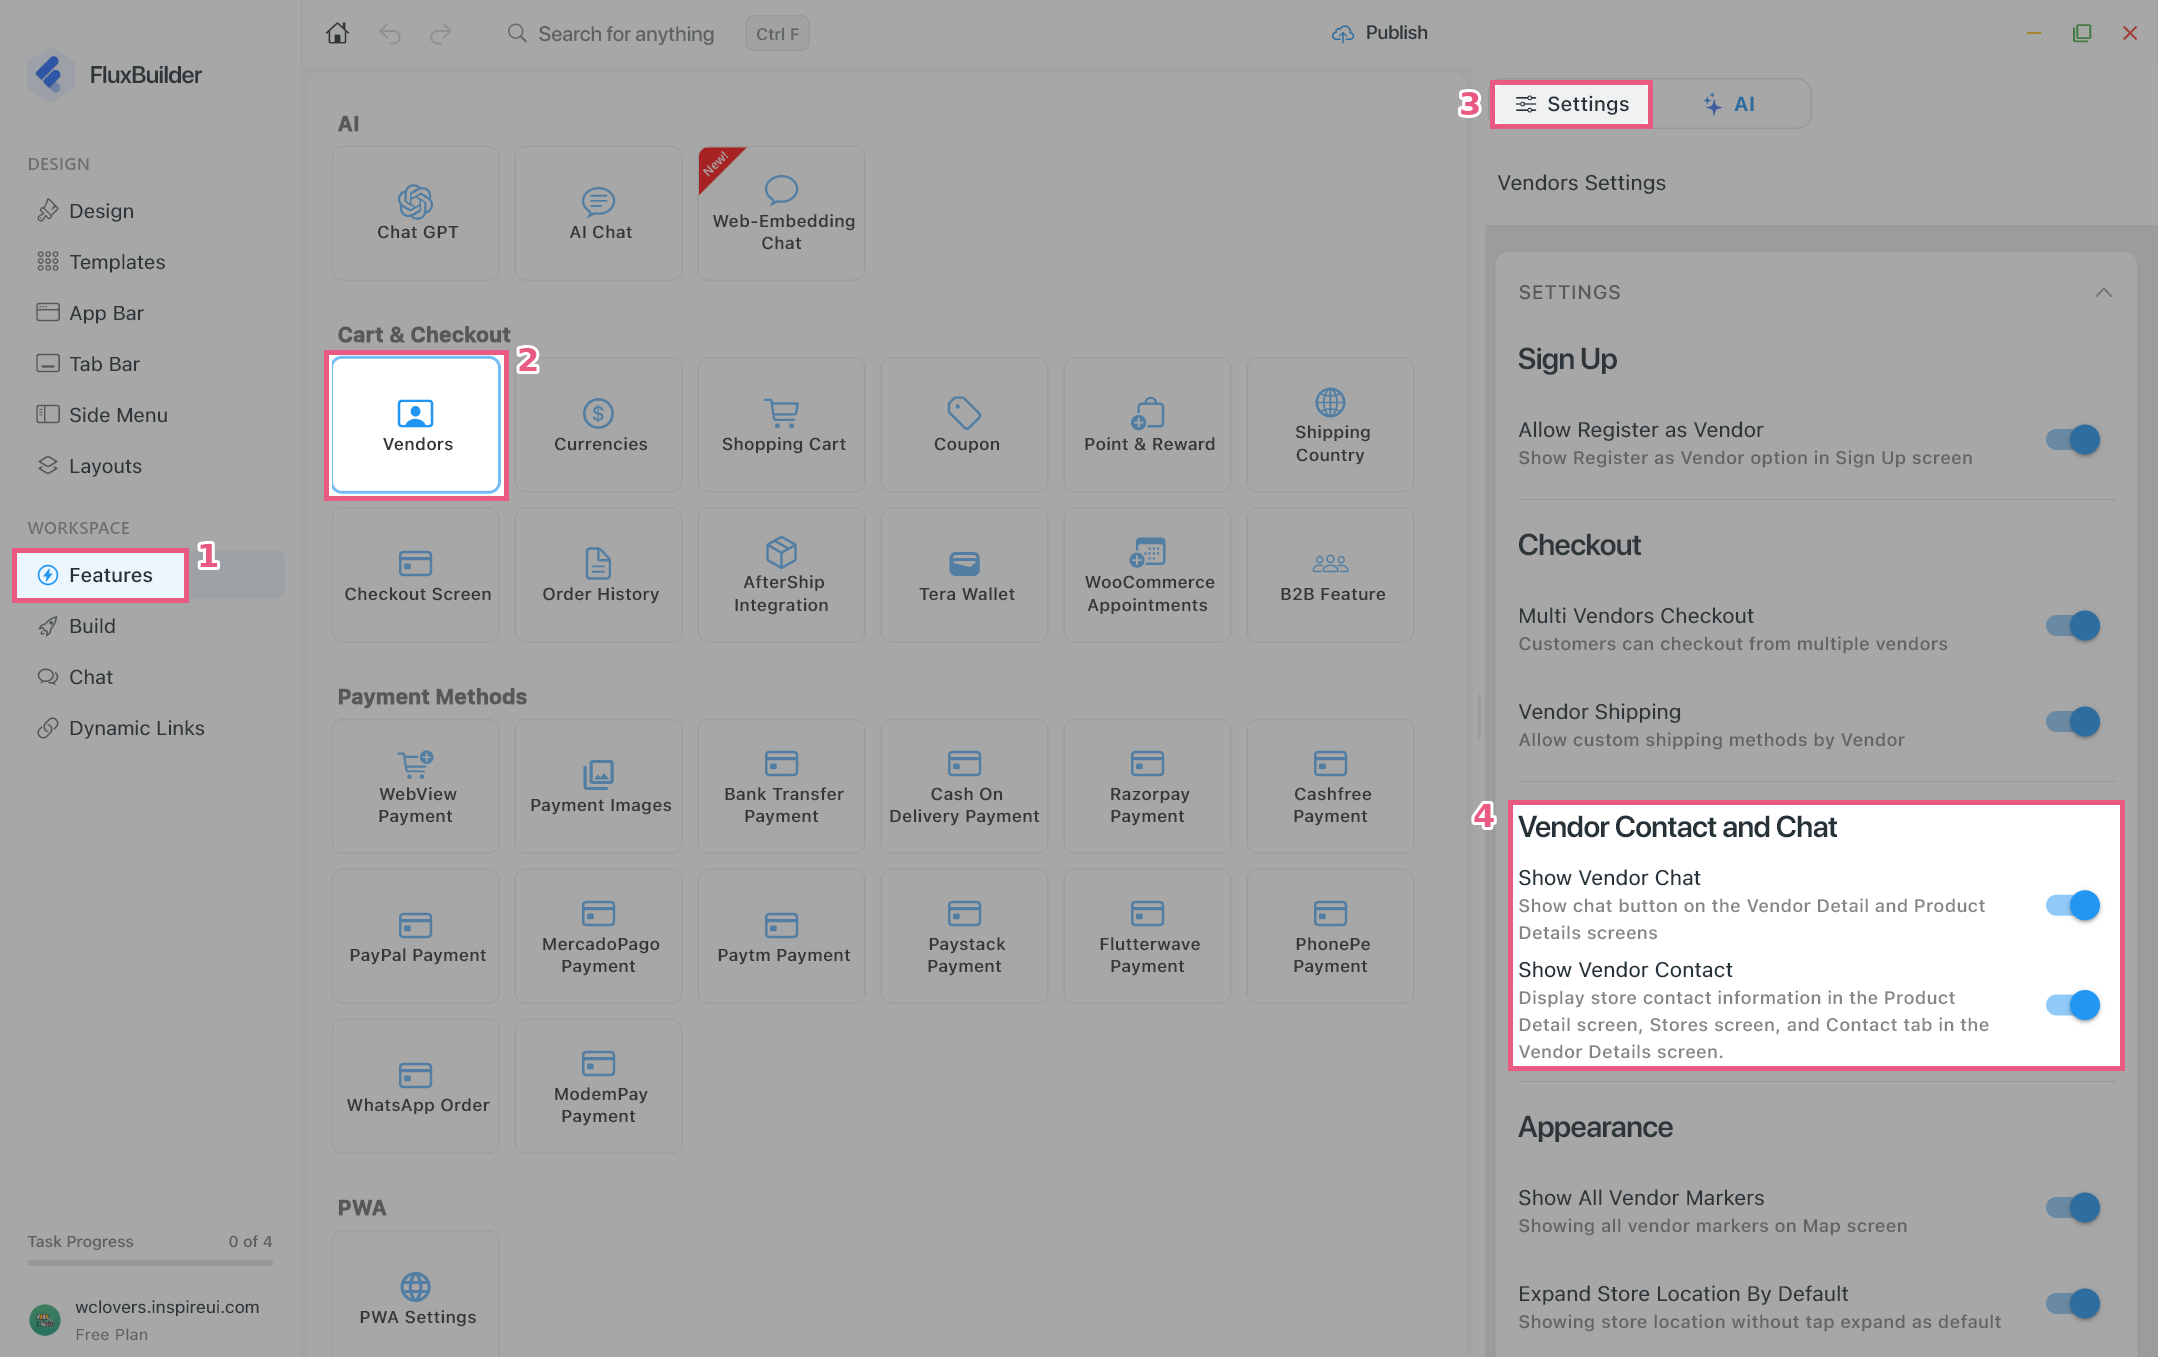 FluxBuilder
Search for anything
Ctrl F
Publish
DESIGN
Design
Templates
App Bar
Tab Bar
Side Menu
Layouts
WORKSPACE
1
Features
Build
Chat
Dynamic Links
Task Progress
0 of 4
wclovers.inspireui.com
Free Plan
AI
Chat GPT
AI Chat
New!
Web-Embedding
Chat
Cart & Checkout
2
Vendors
Currencies
Shopping Cart
Coupon
Point & Reward
Shipping
Country
Checkout Screen
Order History
AfterShip
Integration
Tera Wallet
WooCommerce
Appointments
B2B Feature
Payment Methods
WebView
Payment
Payment Images
Bank Transfer
Payment
Cash On
Delivery Payment
Razorpay
Payment
Cashfree
Payment
PayPal Payment
MercadoPago
Payment
Paytm Payment
Paystack
Payment
Flutterwave
Payment
PhonePe
Payment
WhatsApp Order
ModemPay
Payment
PWA
PWA Settings
3
Settings
AI
Vendors Settings
SETTINGS
Sign Up
Allow Register as Vendor
Show Register as Vendor option in Sign Up screen
Checkout
Multi Vendors Checkout
Customers can checkout from multiple vendors
Vendor Shipping
Allow custom shipping methods by Vendor
4
Vendor Contact and Chat
Show Vendor Chat
Show chat button on the Vendor Detail and Product
Details screens
Show Vendor Contact
Display store contact information in the Product
Detail screen, Stores screen, and Contact tab in the
Vendor Details screen.
Appearance
Show All Vendor Markers
Showing all vendor markers on Map screen
Expand Store Location By Default
Showing store location without tap expand as default